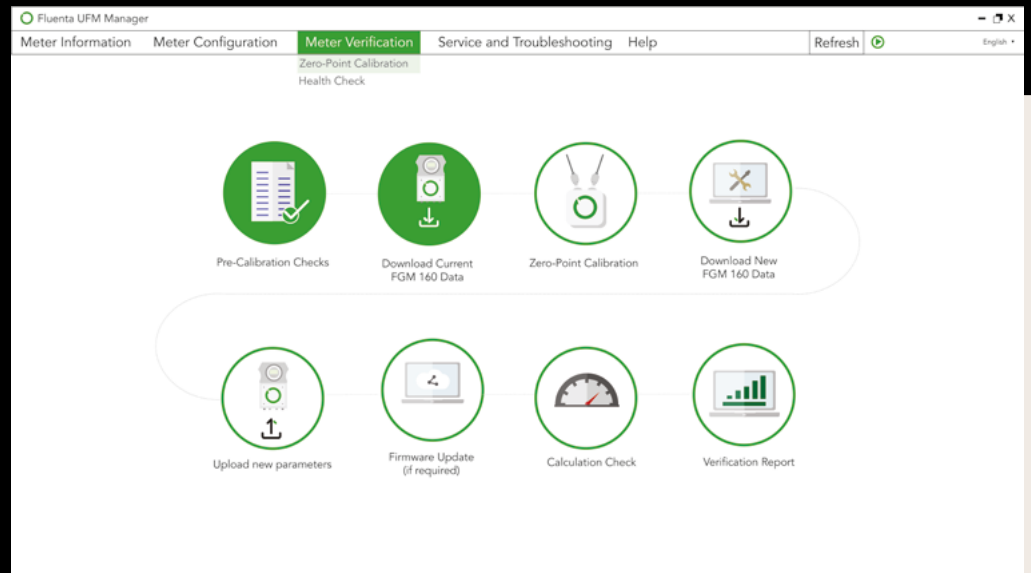 Fluenta UFM Manager
Meter Information Meter Configuration Meter Verification Service and Troubleshooting Help Refresh English
Zero-Point Calibration
Health Check
Pre-Calibration Checks
Download Current
FGM 160 Data
Zero-Point Calibration
Download New
FGM 160 Data
Upload new parameters
Firmware Update
(if required)
Calculation Check
Verification Report